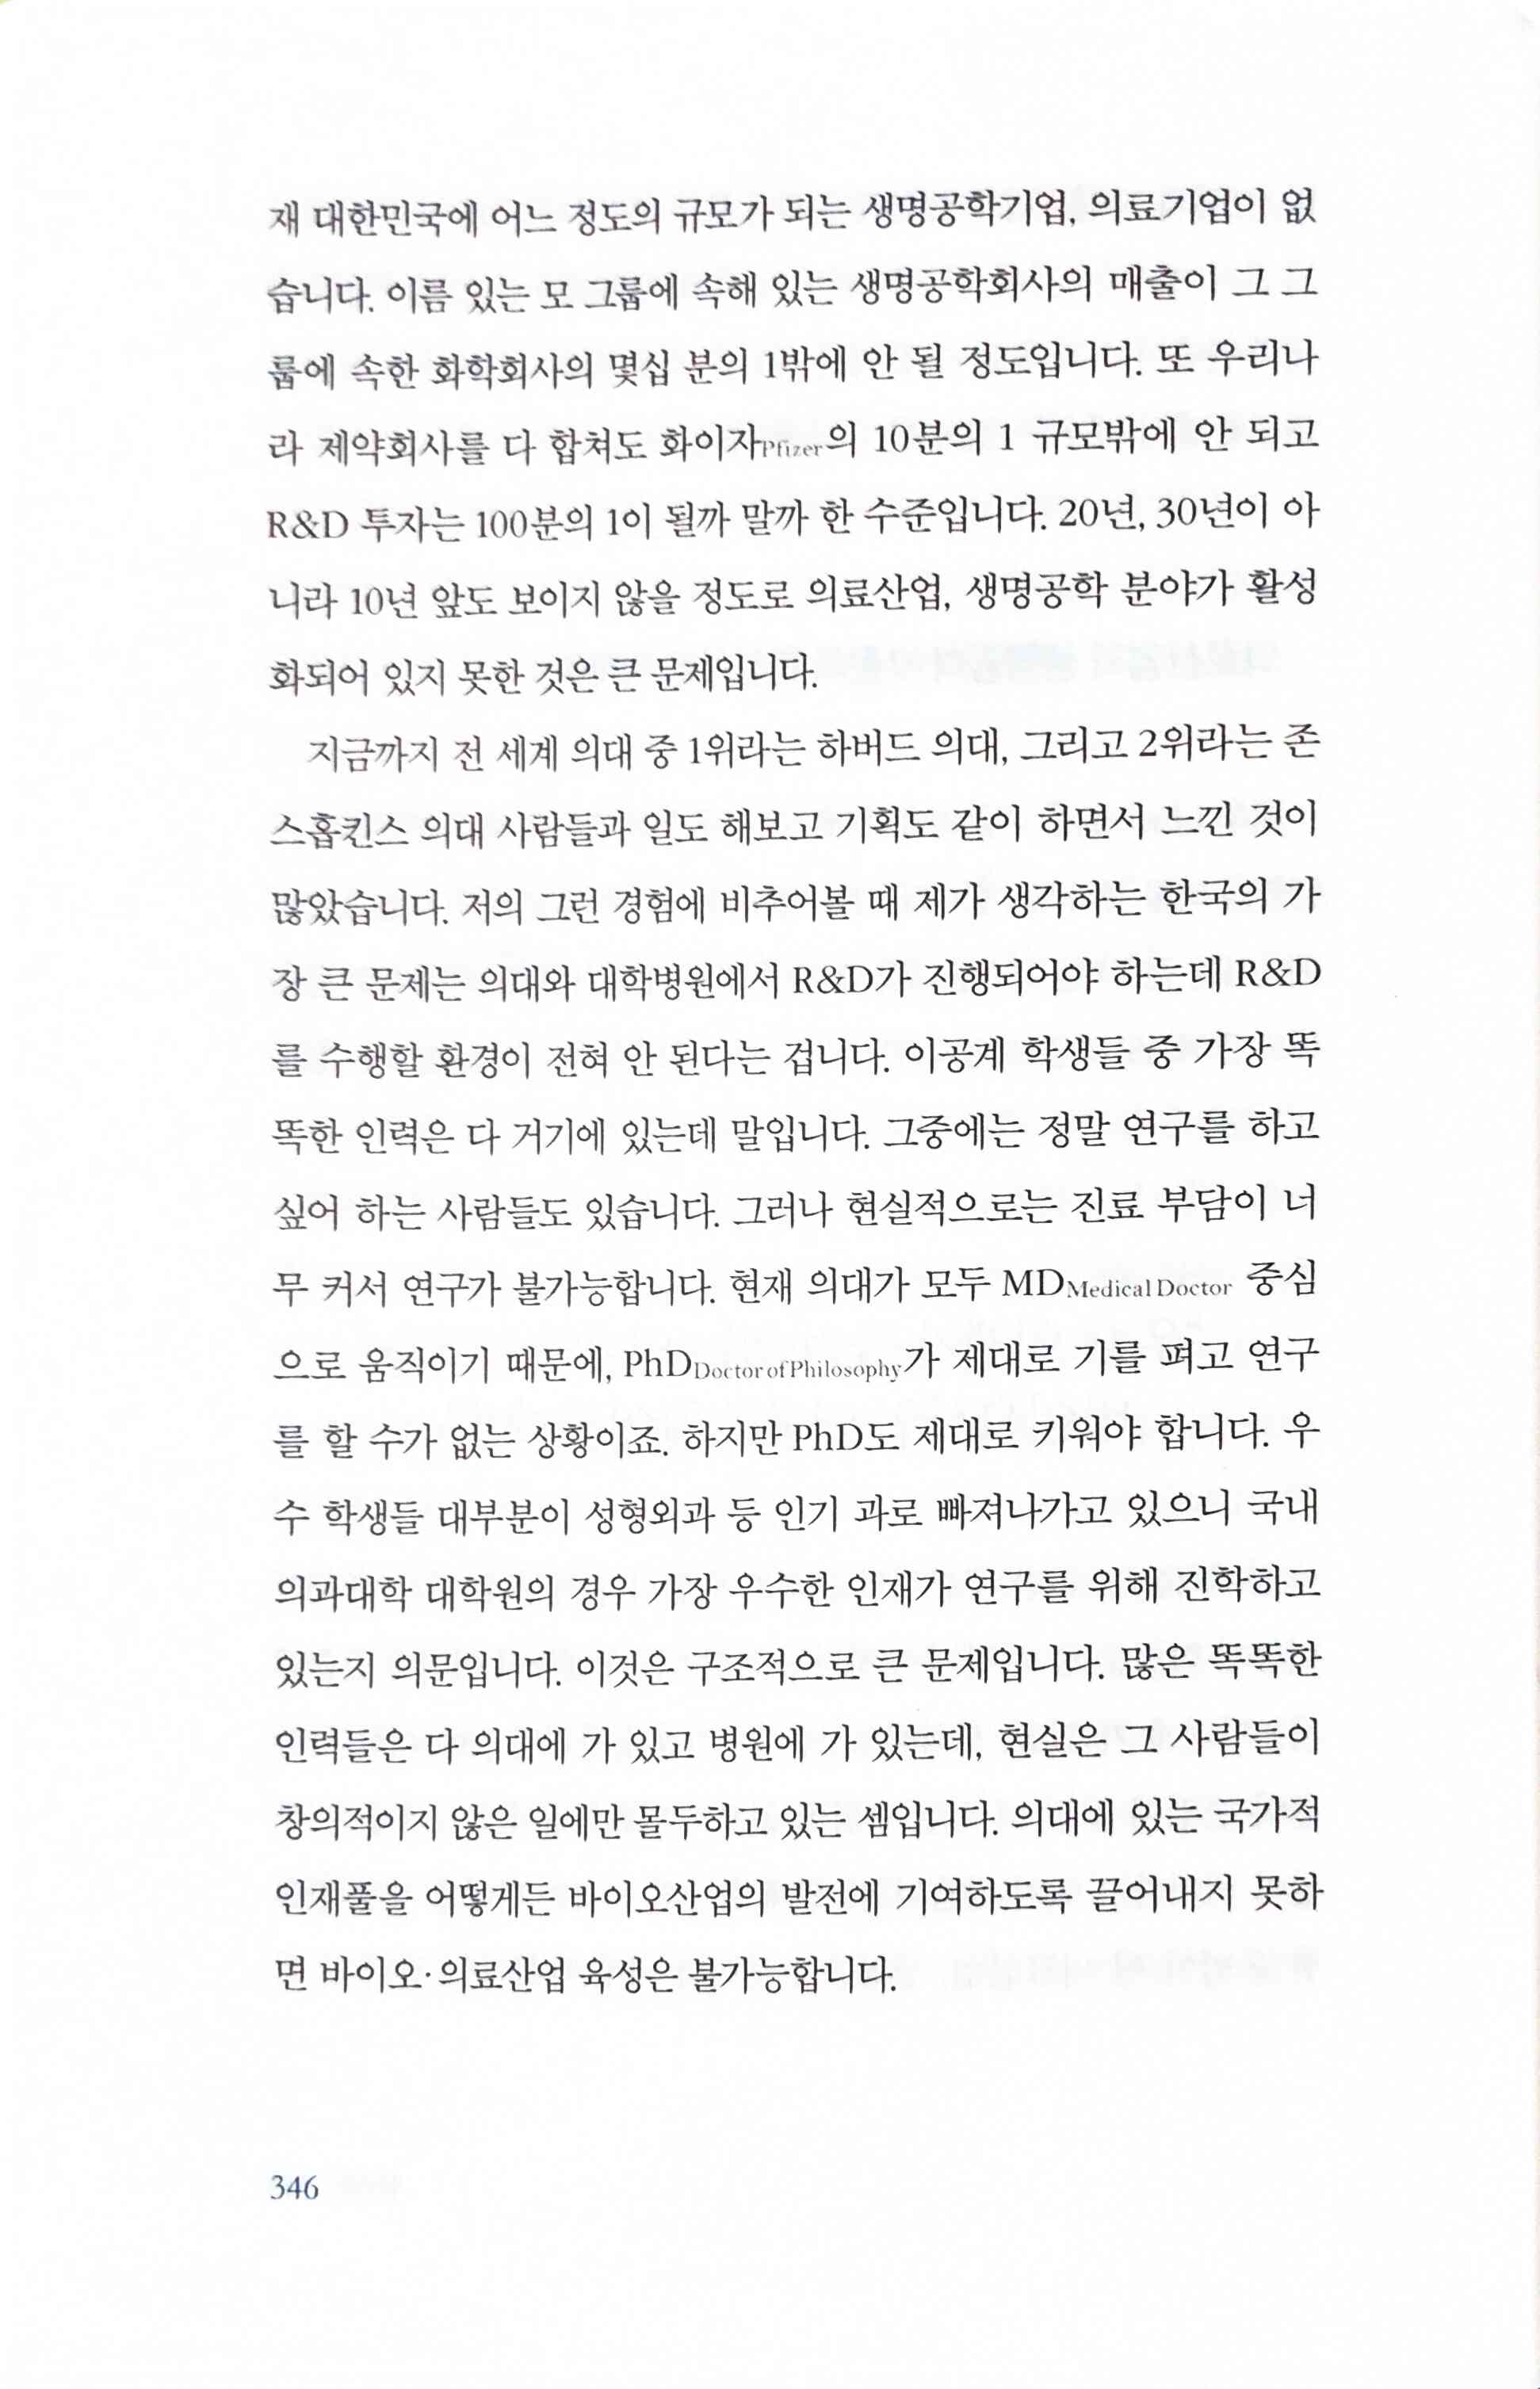 재 대한민국에 어느 정도의 규모가 되는 생명공학기업, 의료기업이 없
습니다. 이름 있는 모 그룹에 속해 있는 생명공학회사의 매출이 그 그
룹에 속한 화학회사의 몇십 분의 1밖에 안 될 정도입니다. 또 우리나
라 제약회사를 다 합쳐도 화이자Pfizer의 10분의 1 규모밖에 안 되고
R&D 투자는 100분의 1이 될까 말까 한 수준입니다. 20년, 30년이 아
니라 10년 앞도 보이지 않을 정도로 의료산업, 생명공학 분야가 활성
화되어 있지 못한 것은 큰 문제입니다.
지금까지 전 세계 의대 중 1위라는 하버드 의대, 그리고 2위라는 존
스홉킨스 의대 사람들과 일도 해보고 기획도 같이 하면서 느낀 것이
많았습니다. 저의 그런 경험에 비추어볼 때 제가 생각하는 한국의 가
장 큰 문제는 의대와 대학병원에서 R&D가 진행되어야 하는데 R&D
를 수행할 환경이 전혀 안 된다는 겁니다. 이공계 학생들 중 가장 똑
똑한 인력은 다 거기에 있는데 말입니다. 그중에는 정말 연구를 하고
싶어 하는 사람들도 있습니다. 그러나 현실적으로는 진료 부담이 너
무 커서 연구가 불가능합니다. 현재 의대가 모두 MDMedical Doctor 중심
으로 움직이기 때문에, PhDDoctor of Philosophy가 제대로 기를 펴고 연구
를 할 수가 없는 상황이죠. 하지만 PhD도 제대로 키워야 합니다. 우
수 학생들 대부분이 성형외과 등 인기 과로 빠져나가고 있으니 국내
의과대학 대학원의 경우 가장 우수한 인재가 연구를 위해 진학하고
있는지 의문입니다. 이것은 구조적으로 큰 문제입니다. 많은 똑똑한
인력들은 다 의대에 가 있고 병원에 가 있는데, 현실은 그 사람들이
창의적이지 않은 일에만 몰두하고 있는 셈입니다. 의대에 있는 국가적
인재풀을 어떻게든 바이오산업의 발전에 기여하도록 끌어내지 못하
면 바이오·의료산업 육성은 불가능합니다.
346